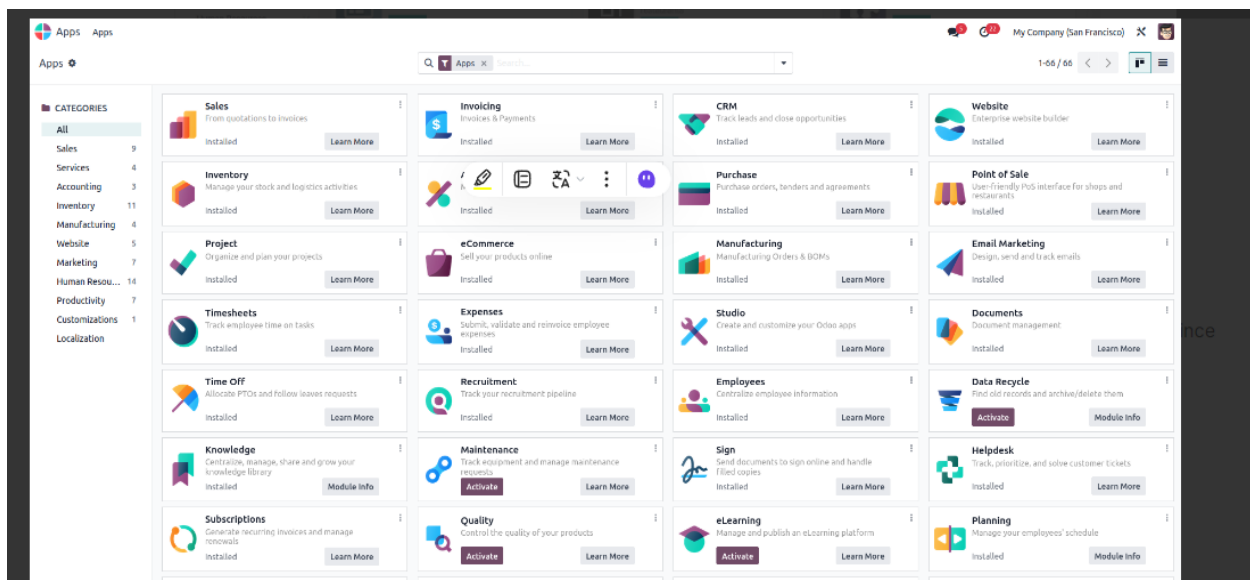 Apps Apps
5 27 My Company (San Francisco)
Apps
Apps × Search...
1-66 / 66
CATEGORIES
All
Sales 9
Services 4
Accounting 3
Inventory 11
Manufacturing 4
Website 5
Marketing 7
Human Resou... 14
Productivity 7
Customizations 1
Localization
Sales
From quotations to invoices
Installed Learn More
Invoicing
Invoices & Payments
Installed Learn More
CRM
Track leads and close opportunities
Installed Learn More
Website
Enterprise website builder
Installed Learn More
Inventory
Manage your stock and logistics activities
Installed Learn More
Installed Learn More
Purchase
Purchase orders, tenders and agreements
Installed Learn More
Point of Sale
User-friendly PoS interface for shops and
restaurants
Installed Learn More
Project
Organize and plan your projects
Installed Learn More
eCommerce
Sell your products online
Installed Learn More
Manufacturing
Manufacturing Orders & BOMs
Installed Learn More
Email Marketing
Design, send and track emails
Installed Learn More
Timesheets
Track employee time on tasks
Installed Learn More
Expenses
Submit, validate and reinvoice employee
expenses
Installed Learn More
Studio
Create and customize your Odoo apps
Installed Learn More
Documents
Document management
Installed Learn More
Time Off
Allocate PTOs and follow leaves requests
Installed Learn More
Recruitment
Track your recruitment pipeline
Installed Learn More
Employees
Centralize employee information
Installed Learn More
Data Recycle
Find old records and archive/delete them
Activate Module Info
Knowledge
Centralize, manage, share and grow your
knowledge library
Installed Module Info
Maintenance
Track equipment and manage maintenance
requests
Activate Learn More
Sign
Send documents to sign online and handle
filled copies
Installed Learn More
Helpdesk
Track, prioritize, and solve customer tickets
Installed Learn More
Subscriptions
Generate recurring invoices and manage
renewals
Installed Learn More
Quality
Control the quality of your products
Activate Learn More
eLearning
Manage and publish an eLearning platform
Activate Learn More
Planning
Manage your employees' schedule
Installed Module Info